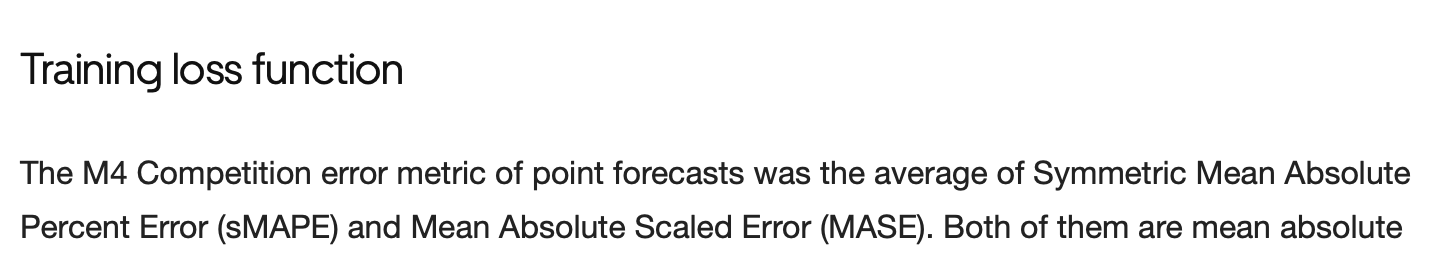 Training loss function
The M4 Competition error metric of point forecasts was the average of Symmetric Mean Absolute
Percent Error (sMAPE) and Mean Absolute Scaled Error (MASE). Both of them are mean absolute